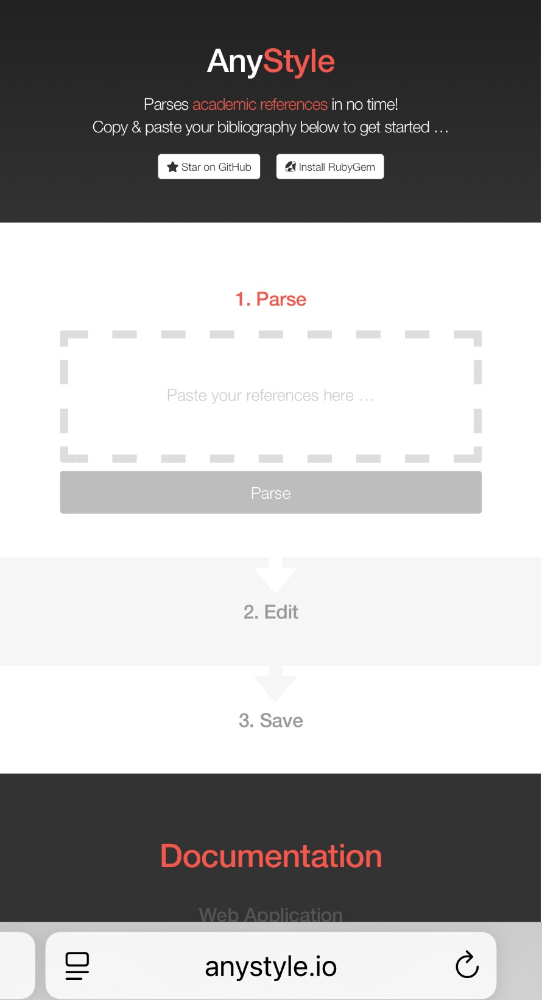 AnyStyle
Parses academic references in no time!
Copy & paste your bibliography below to get started …
Star on GitHub
Install RubyGem
1. Parse
Paste your references here …
Parse
2. Edit
3. Save
Documentation
Web Application
anystyle.io